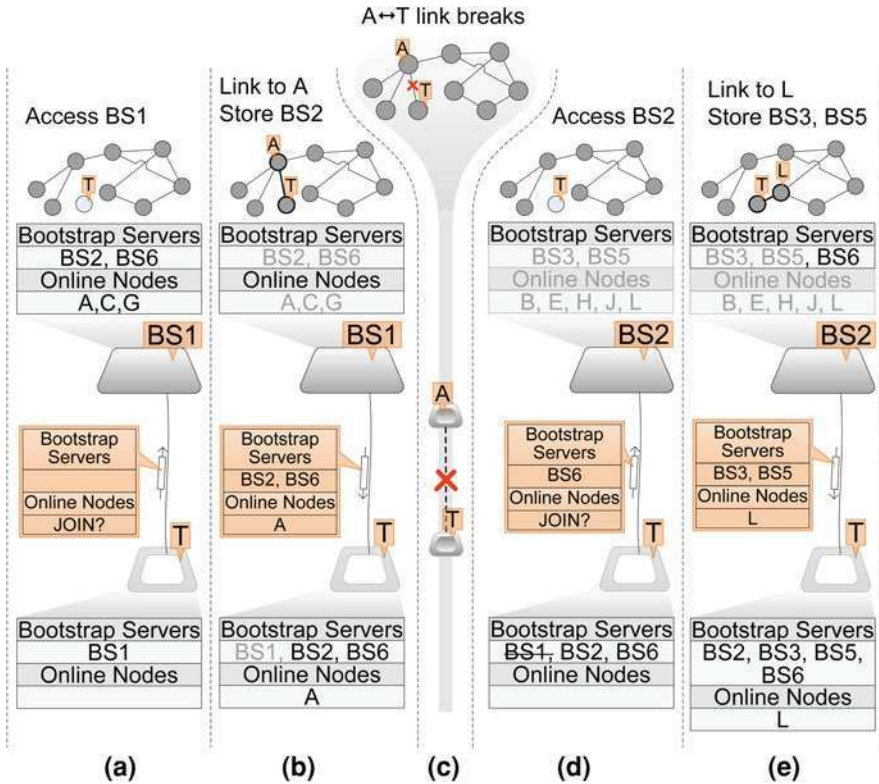 A↔T link breaks
A
T
Access BS1
T
Bootstrap Servers
BS2, BS6
Online Nodes
A,C,G
BS1
Bootstrap
Servers
Online Nodes
JOIN?
T
Bootstrap Servers
BS1
Online Nodes
(a)
Link to A
Store BS2
A
T
Bootstrap Servers
BS2, BS6
Online Nodes
A,C,G
BS1
Bootstrap
Servers
BS2, BS6
Online Nodes
A
T
Bootstrap Servers
BS1, BS2, BS6
Online Nodes
A
(b)
A
T
(c)
Access BS2
T
Bootstrap Servers
BS3, BS5
Online Nodes
B, E, H, J, L
BS2
Bootstrap
Servers
BS6
Online Nodes
JOIN?
T
Bootstrap Servers
BS1, BS2, BS6
Online Nodes
(d)
Link to L
Store BS3, BS5
T
L
Bootstrap Servers
BS3, BS5, BS6
Online Nodes
B, E, H, J, L
BS2
Bootstrap
Servers
BS3, BS5
Online Nodes
L
T
Bootstrap Servers
BS2, BS3, BS5,
BS6
Online Nodes
L
(e)